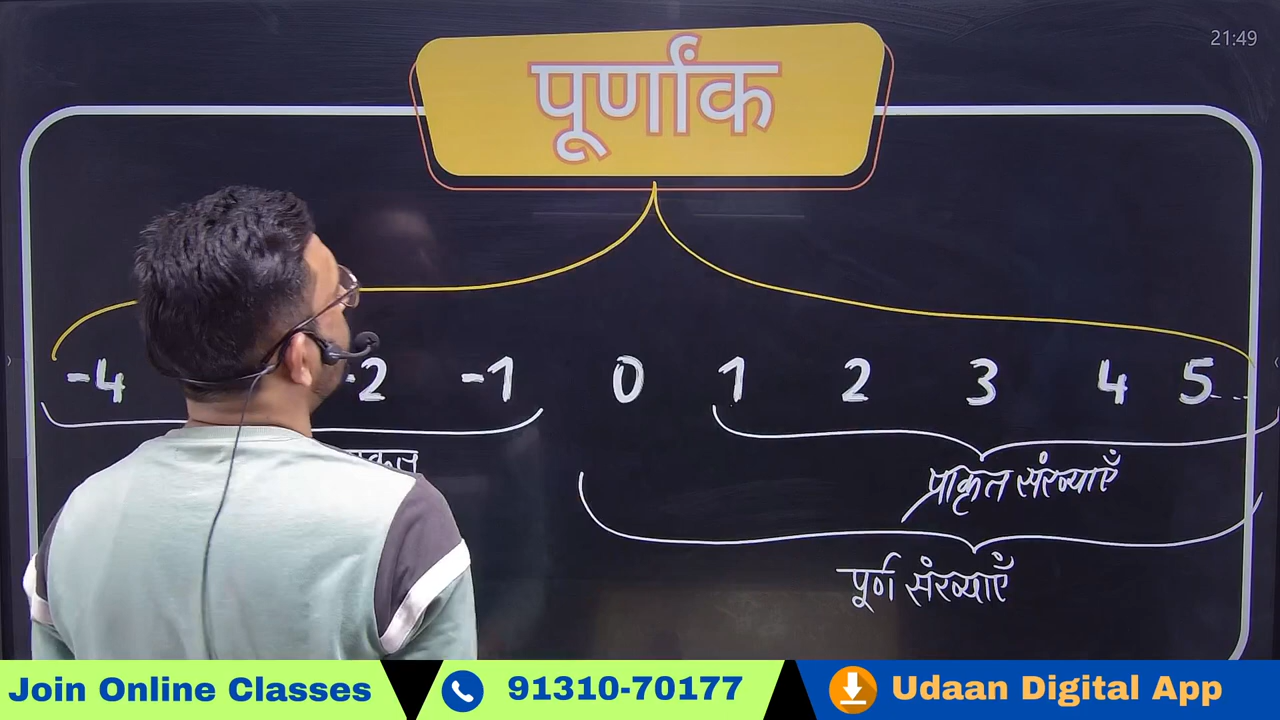 21:49
पूर्णांक
-4 -2 -1 0 1 2 3 4 5...
प्राकृत संख्याएँ
पूर्ण संख्याएँ
Join Online Classes 91310-70177 Udaan Digital App